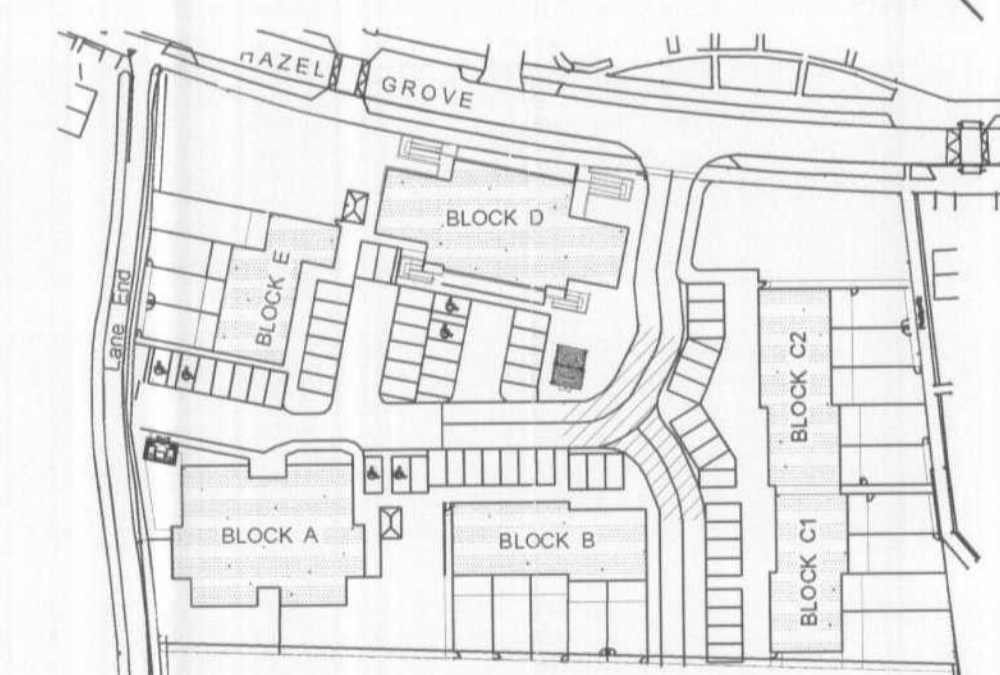 HAZEL GROVE
BLOCK D
BLOCK E
Lane End
BLOCK C2
BLOCK A
BLOCK B
BLOCK C1